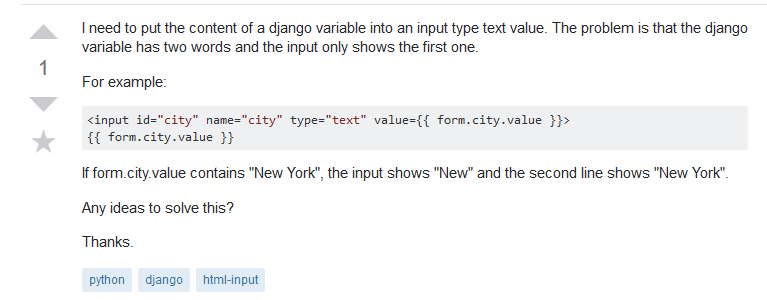 I need to put the content of a django variable into an input type text value. The problem is that the django
variable has two words and the input only shows the first one.
1
For example:
<input id="city" name="city" type="text" value={{ form.city.value }}>
{{ form.city.value }}
If form.city.value contains "New York", the input shows "New" and the second line shows "New York".
Any ideas to solve this?
Thanks.
python django html-input